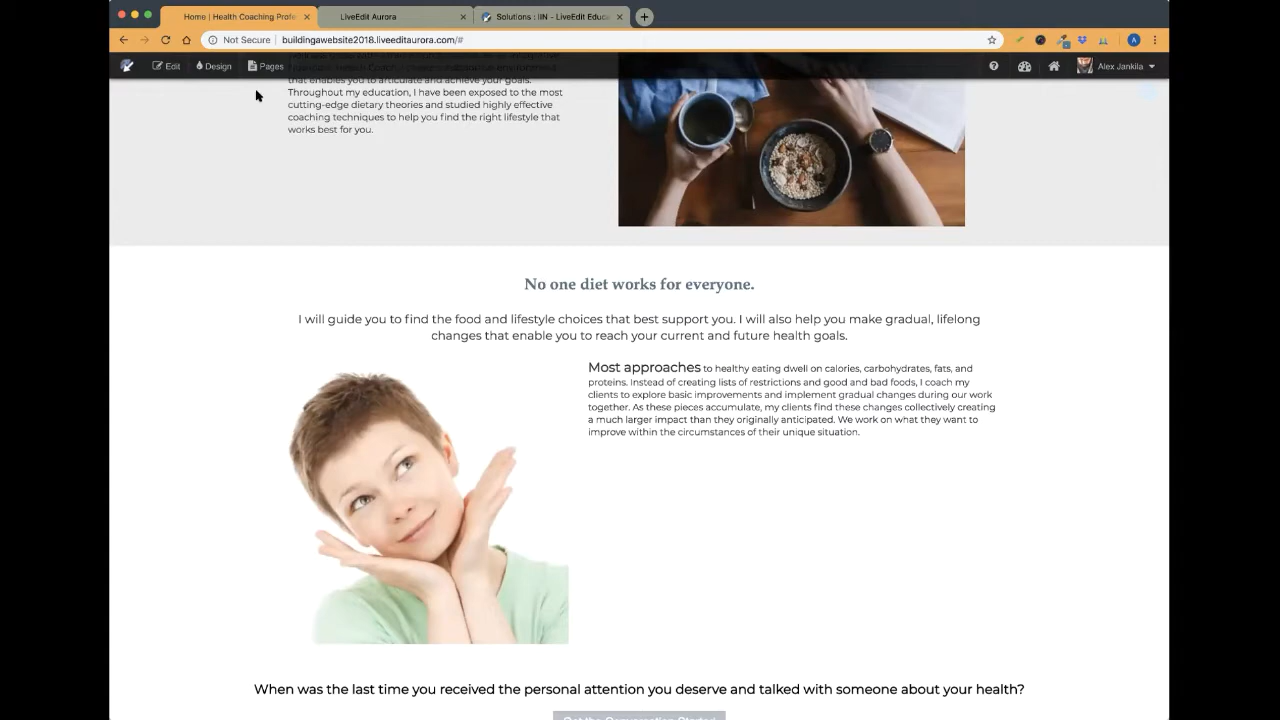 Home | Health Coaching Profe
LiveEdit Aurora
Solutions : IIN - LiveEdit Educa
Not Secure
buildingawebsite2018.liveeditaurora.com/#
Edit
Design
Pages
Alex Jankila
that enables you to articulate and achieve your goals.
Throughout my education, I have been exposed to the most
cutting-edge dietary theories and studied highly effective
coaching techniques to help you find the right lifestyle that
works best for you.
No one diet works for everyone.
I will guide you to find the food and lifestyle choices that best support you. I will also help you make gradual, lifelong
changes that enable you to reach your current and future health goals.
Most approaches to healthy eating dwell on calories, carbohydrates, fats, and
proteins. Instead of creating lists of restrictions and good and bad foods, I coach my
clients to explore basic improvements and implement gradual changes during our work
together. As these pieces accumulate, my clients find these changes collectively creating
a much larger impact than they originally anticipated. We work on what they want to
improve within the circumstances of their unique situation.
When was the last time you received the personal attention you deserve and talked with someone about your health?
Get the Conversation Started